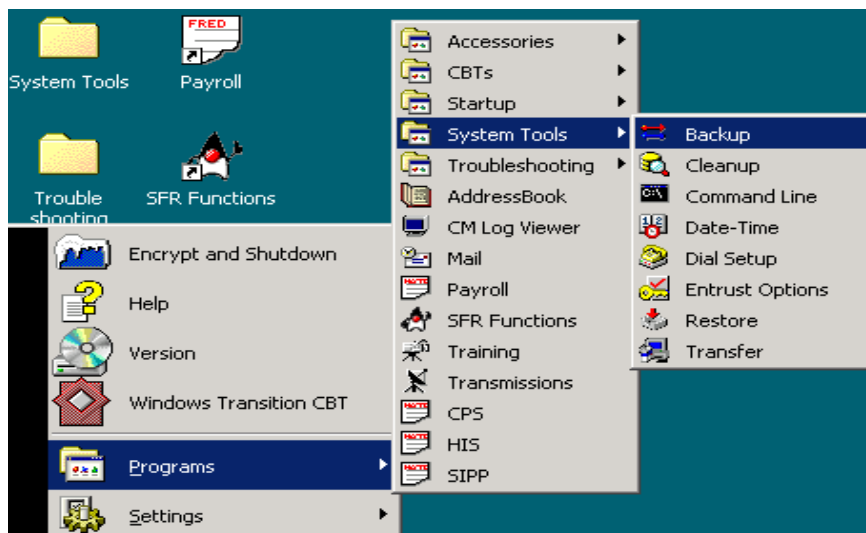 FRED
System Tools
Payroll
Trouble
shooting
SFR Functions
Encrypt and Shutdown
Help
Version
Windows Transition CBT
Programs
Settings
Accessories
CBTs
Startup
System Tools
Troubleshooting
AddressBook
CM Log Viewer
Mail
Payroll
SFR Functions
Training
Transmissions
CPS
HIS
SIPP
Backup
Cleanup
Command Line
Date-Time
Dial Setup
Entrust Options
Restore
Transfer